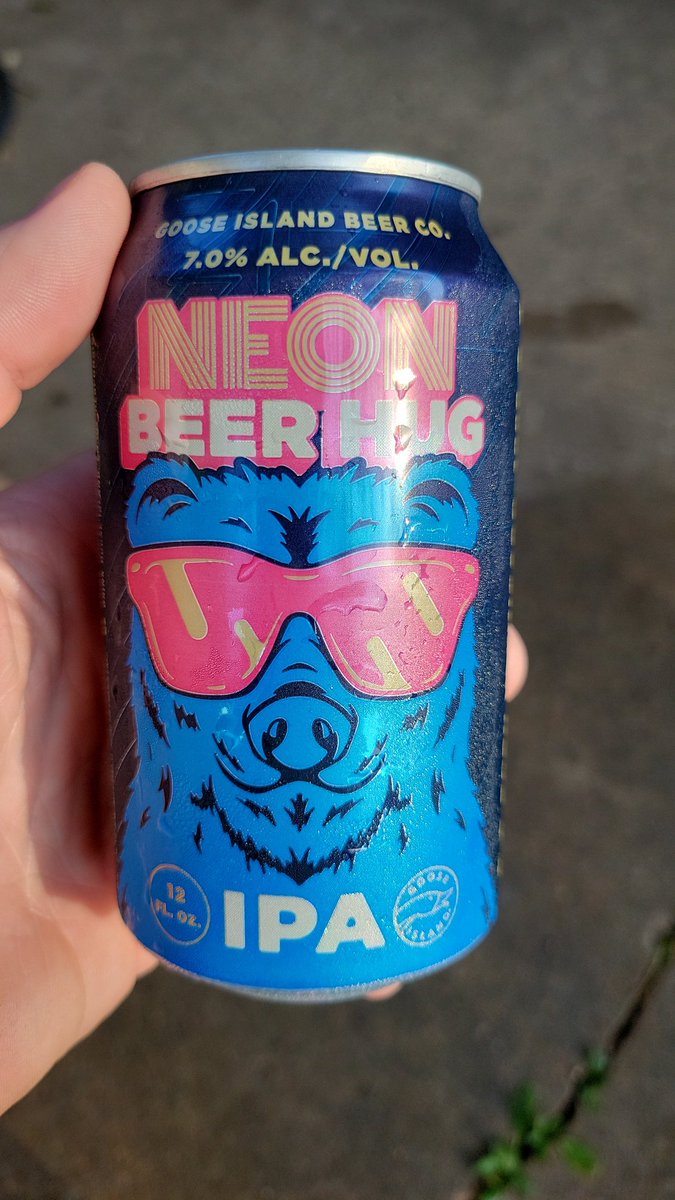 GOOSE ISLAND BEER CO.
7.0% ALC./VOL.
NEON
BEER HUG
12
FL. OZ.
IPA
GOOSE
ISLAND